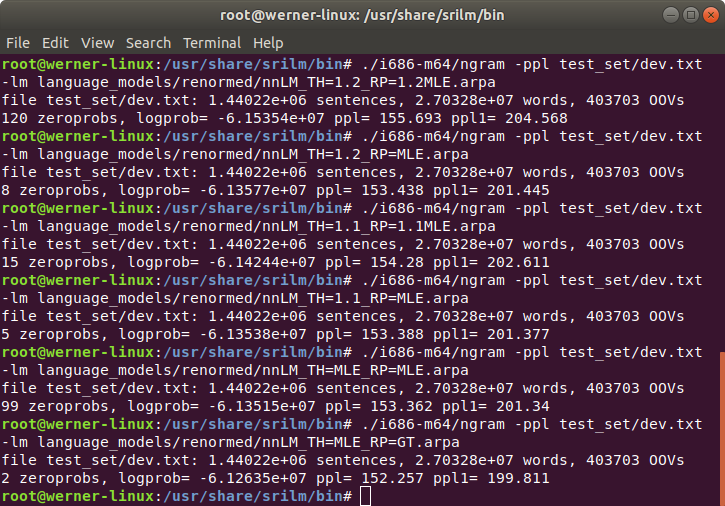 root@werner-linux: /usr/share/srilm/bin
File Edit View Search Terminal Help
root@werner-linux:/usr/share/srilm/bin# ./i686-m64/ngram -ppl test_set/dev.txt
-lm language_models/renormed/nnLM_TH=1.2_RP=1.2MLE.arpa
file test_set/dev.txt: 1.44022e+06 sentences, 2.70328e+07 words, 403703 OOVs
120 zeroprobs, logprob= -6.15354e+07 ppl= 155.693 ppl1= 204.568
root@werner-linux:/usr/share/srilm/bin# ./i686-m64/ngram -ppl test_set/dev.txt
-lm language_models/renormed/nnLM_TH=1.2_RP=MLE.arpa
file test_set/dev.txt: 1.44022e+06 sentences, 2.70328e+07 words, 403703 OOVs
8 zeroprobs, logprob= -6.13577e+07 ppl= 153.438 ppl1= 201.445
root@werner-linux:/usr/share/srilm/bin# ./i686-m64/ngram -ppl test_set/dev.txt
-lm language_models/renormed/nnLM_TH=1.1_RP=1.1MLE.arpa
file test_set/dev.txt: 1.44022e+06 sentences, 2.70328e+07 words, 403703 OOVs
15 zeroprobs, logprob= -6.14244e+07 ppl= 154.28 ppl1= 202.611
root@werner-linux:/usr/share/srilm/bin# ./i686-m64/ngram -ppl test_set/dev.txt
-lm language_models/renormed/nnLM_TH=1.1_RP=MLE.arpa
file test_set/dev.txt: 1.44022e+06 sentences, 2.70328e+07 words, 403703 OOVs
5 zeroprobs, logprob= -6.13538e+07 ppl= 153.388 ppl1= 201.377
root@werner-linux:/usr/share/srilm/bin# ./i686-m64/ngram -ppl test_set/dev.txt
-lm language_models/renormed/nnLM_TH=MLE_RP=MLE.arpa
file test_set/dev.txt: 1.44022e+06 sentences, 2.70328e+07 words, 403703 OOVs
99 zeroprobs, logprob= -6.13515e+07 ppl= 153.362 ppl1= 201.34
root@werner-linux:/usr/share/srilm/bin# ./i686-m64/ngram -ppl test_set/dev.txt
-lm language_models/renormed/nnLM_TH=MLE_RP=GT.arpa
file test_set/dev.txt: 1.44022e+06 sentences, 2.70328e+07 words, 403703 OOVs
2 zeroprobs, logprob= -6.12635e+07 ppl= 152.257 ppl1= 199.811
root@werner-linux:/usr/share/srilm/bin#